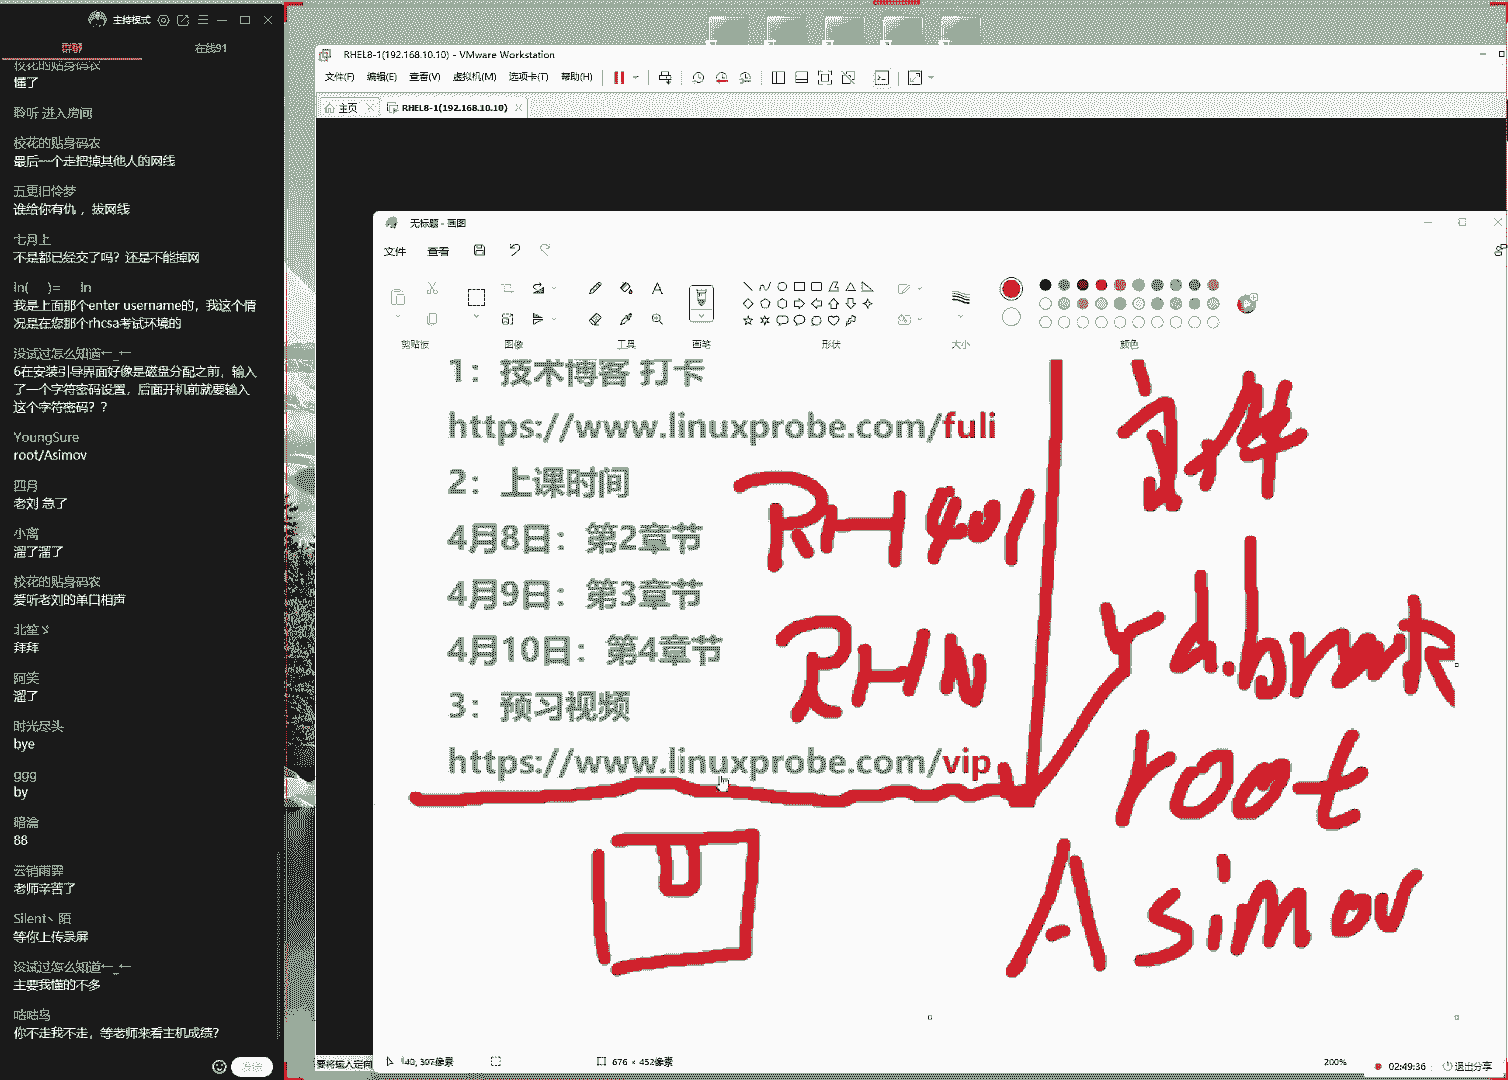 主持模式
在线91
懂了
聆听 进入房间
校花的贴身码农
最后一个走把掉其他人的网线
五更旧伶梦
谁给你有仇，拔网线
七月上
不是都已经交了吗？还是不能掉网
ln( )= ln
我是上面那个enter username的，我这个情
况是在您那个rhcsa考试环境的
没试过怎么知道←_←
6在安装引导界面好像是磁盘分配之前，输入
了一个字符密码设置，后面开机前就要输入
这个字符密码？？
YoungSure
root/Asimov
四月
老刘 急了
小离
溜了溜了
校花的贴身码农
爱听老刘的单口相声
北笙ゞ
拜拜
阿笑
溜了
时光尽头
bye
ggg
by
暗淪
88
云销雨霁
老师辛苦了
Silent丶陌
等你上传录屏
没试过怎么知道←_←
主要我懂的不多
咕咕鸟
你不走我不走，等老师来看主机成绩？
RHEL8-1(192.168.10.10) - VMware Workstation
文件(F) 编辑(E) 查看(V) 虚拟机(M) 选项卡(T) 帮助(H)
主页 RHEL8-1(192.168.10.10)
无标题 - 画图
文件 查看
剪贴板 图像 工具 画笔 形状 大小 颜色
1：技术博客 打卡
https://www.linuxprobe.com/fuli
2：上课时间
4月8日：第2章节
4月9日：第3章节
4月10日：第4章节
3：预习视频
https://www.linuxprobe.com/vip
RH401
RHN
文件
rd.break
root
Asimov
要将输入定向
676 × 452像素
200%
02:49:36
退出分享